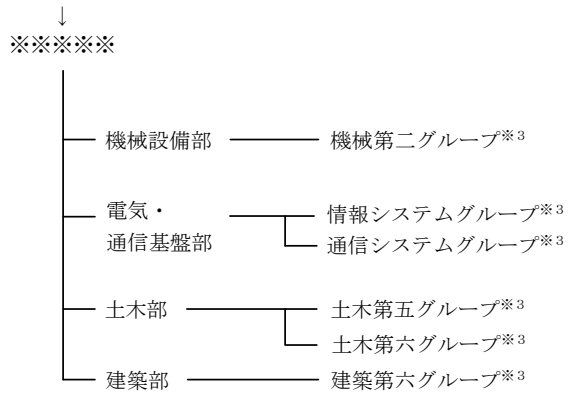 ↓
※※※※※
機械設備部 機械第二グループ※3
電気・ 情報システムグループ※3
通信基盤部 通信システムグループ※3
土木部 土木第五グループ※3
土木第六グループ※3
建築部 建築第六グループ※3